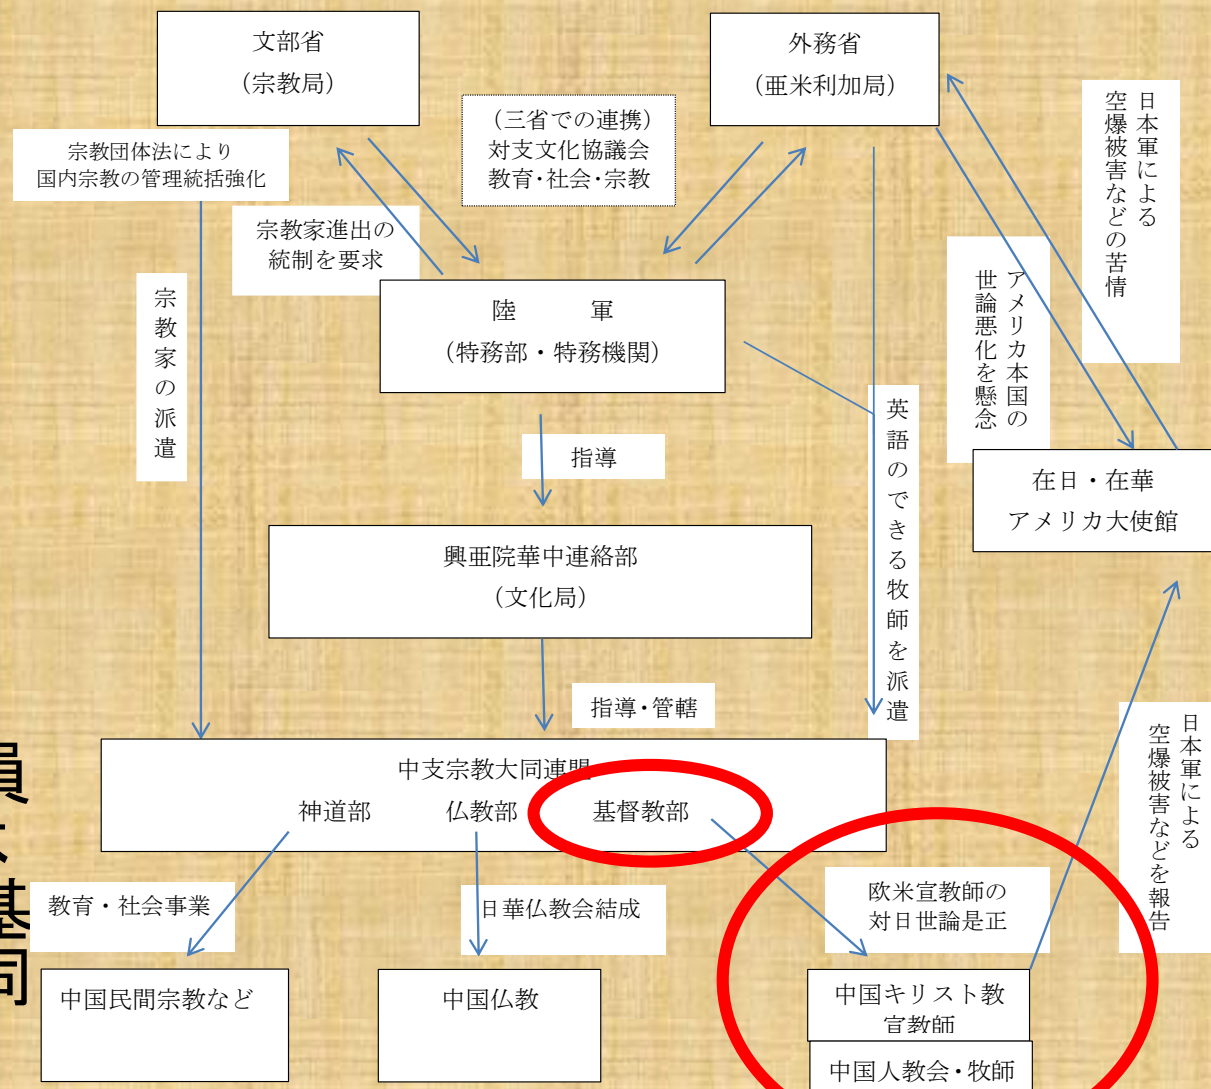 文部省
（宗教局）
外務省
（亜米利加局）
（三省での連携）
対支文化協議会
教育・社会・宗教
宗教団体法により
国内宗教の管理統括強化
宗教家進出の
統制を要求
日本軍による
空爆被害などの苦情
アメリカ本国の
世論悪化を懸念
宗教家の派遣
陸　軍
（特務部・特務機関）
英語のできる牧師を派遣
指導
在日・在華
アメリカ大使館
興亜院華中連絡部
（文化局）
指導・管轄
中支宗教大同連盟
神道部　仏教部　基督教部
日本軍による
空爆被害などを報告
教育・社会事業
日華仏教会結成
欧米宣教師の
対日世論是正
中国民間宗教など
中国仏教
中国キリスト教
宣教師
中国人教会・牧師
基
同